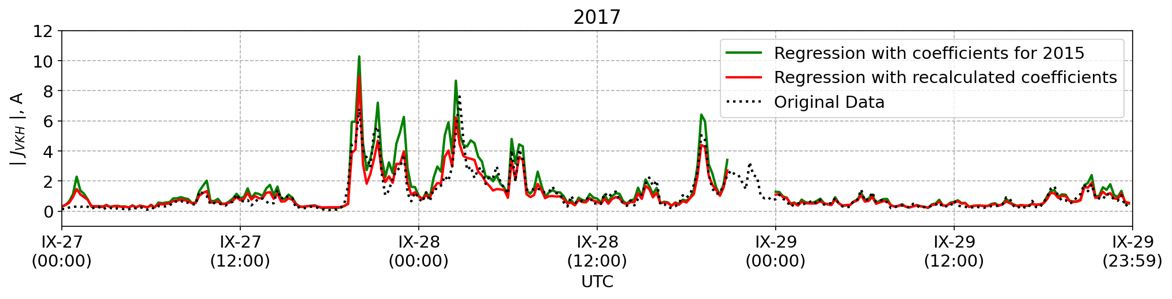 2017
12
10
8
6
4
2
0
| J_VKH |, A
Regression with coefficients for 2015
Regression with recalculated coefficients
Original Data
IX-27 IX-27 IX-28 IX-28 IX-29 IX-29 IX-29
(00:00) (12:00) (00:00) (12:00) (00:00) (12:00) (23:59)
UTC